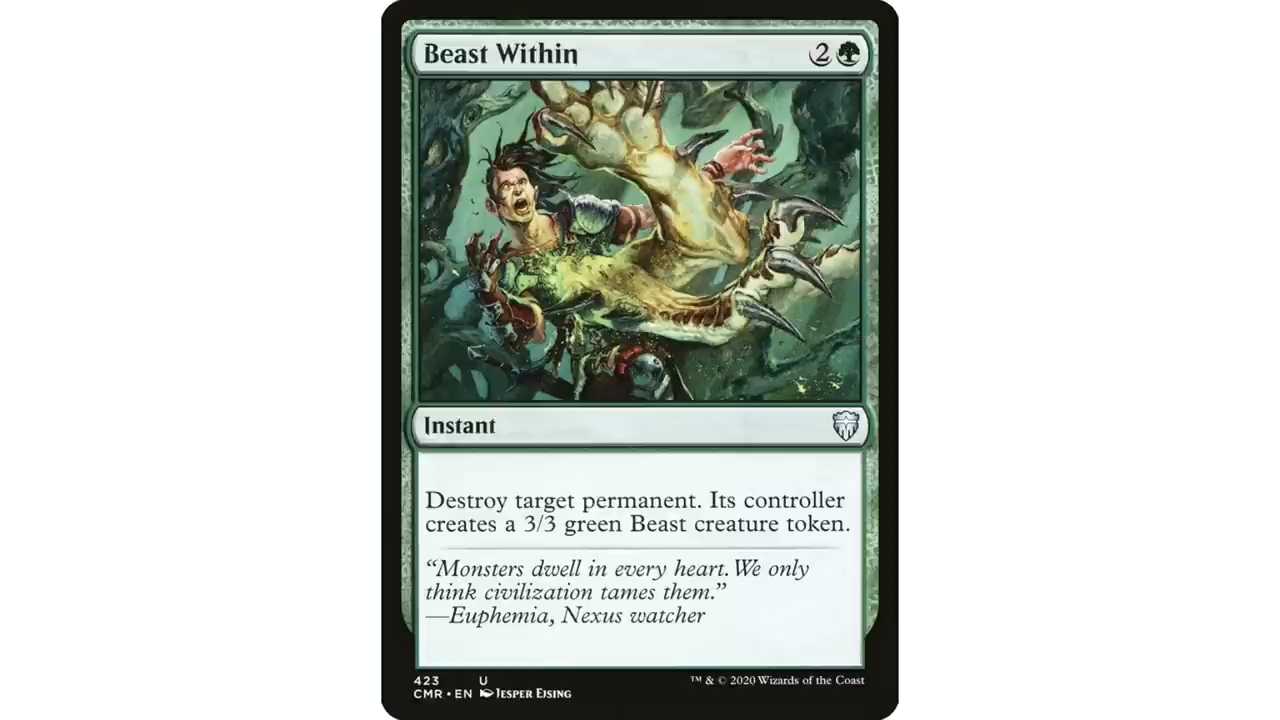 Beast Within 2
Instant
Destroy target permanent. Its controller
creates a 3/3 green Beast creature token.
“Monsters dwell in every heart. We only
think civilization tames them.”
—Euphemia, Nexus watcher
423 U
CMR • EN Jesper Ejsing
™ & © 2020 Wizards of the Coast